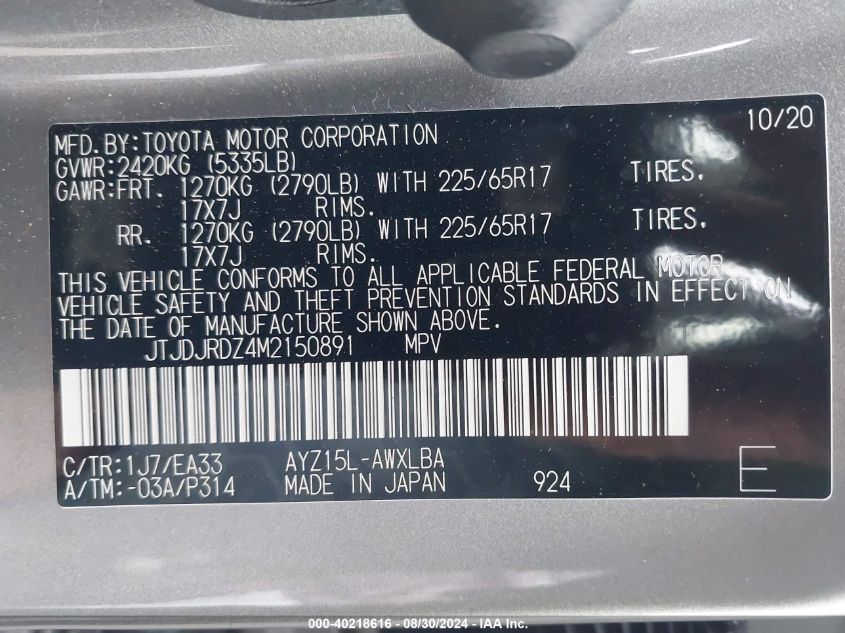 10/20
MFD. BY: TOYOTA MOTOR CORPORATION
GVWR: 2420KG (5335LB)
GAWR: FRT. 1270KG (2790LB) WITH 225/65R17 TIRES.
17X7J RIMS.
RR. 1270KG (2790LB) WITH 225/65R17 TIRES.
17X7J RIMS.
THIS VEHICLE CONFORMS TO ALL APPLICABLE FEDERAL MOTOR
VEHICLE SAFETY AND THEFT PREVENTION STANDARDS IN EFFECT ON
THE DATE OF MANUFACTURE SHOWN ABOVE.
JTJDJRDZ4M2150891 MPV
C/TR: 1J7/EA33 AYZ15L-AWXLBA
A/TM: -03A/P314 MADE IN JAPAN 924 E
000-40218616 - 08/30/2024 - IAA Inc.